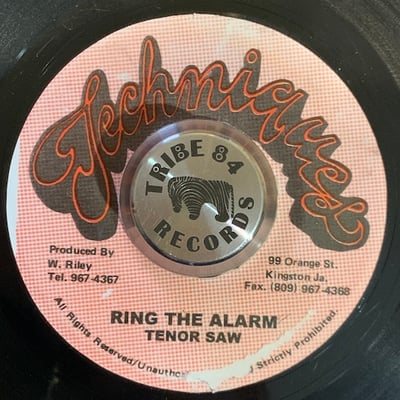 Techniques
TRIBE 84
RECORDS
Produced By
W. Riley
Tel. 967-4367
99 Orange St.
Kingston Ja.
Fax. (809) 967-4368
RING THE ALARM
TENOR SAW
All Rights Reserved/Unautho Strictly Prohibited.